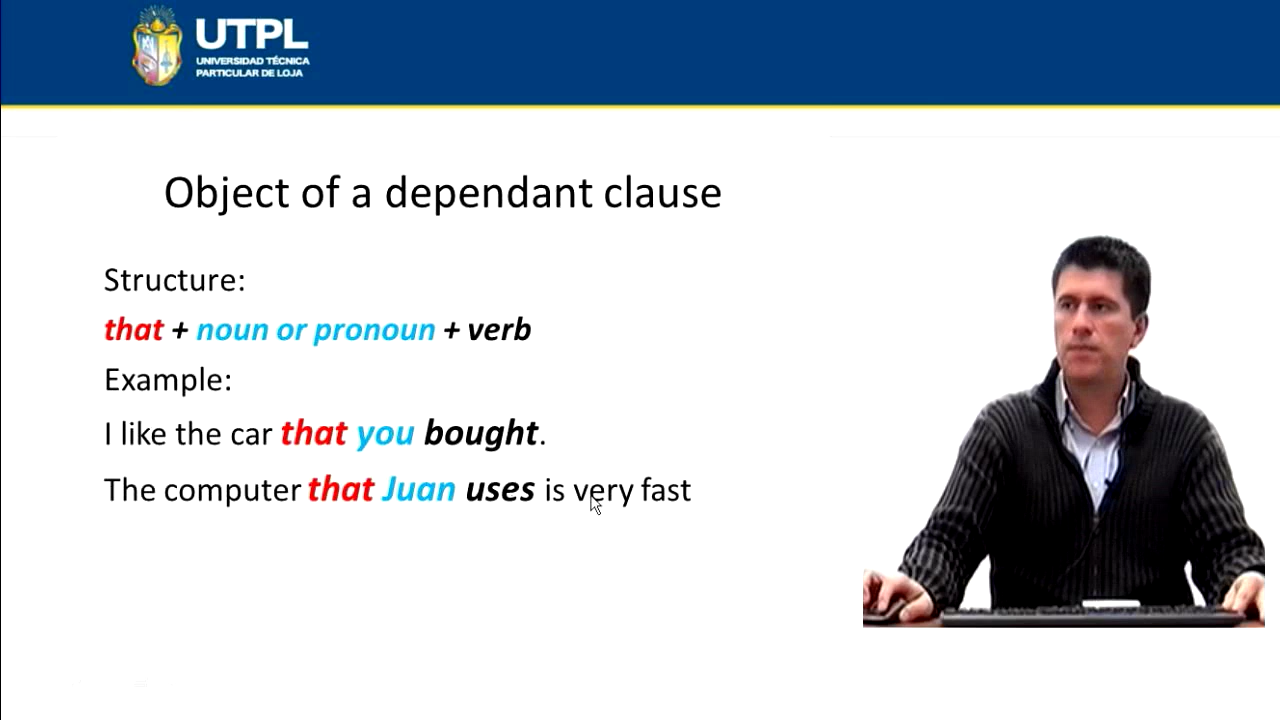 UTPL
UNIVERSIDAD TÉCNICA
PARTICULAR DE LOJA
Object of a dependant clause
Structure:
that + noun or pronoun + verb
Example:
I like the car that you bought.
The computer that Juan uses is very fast